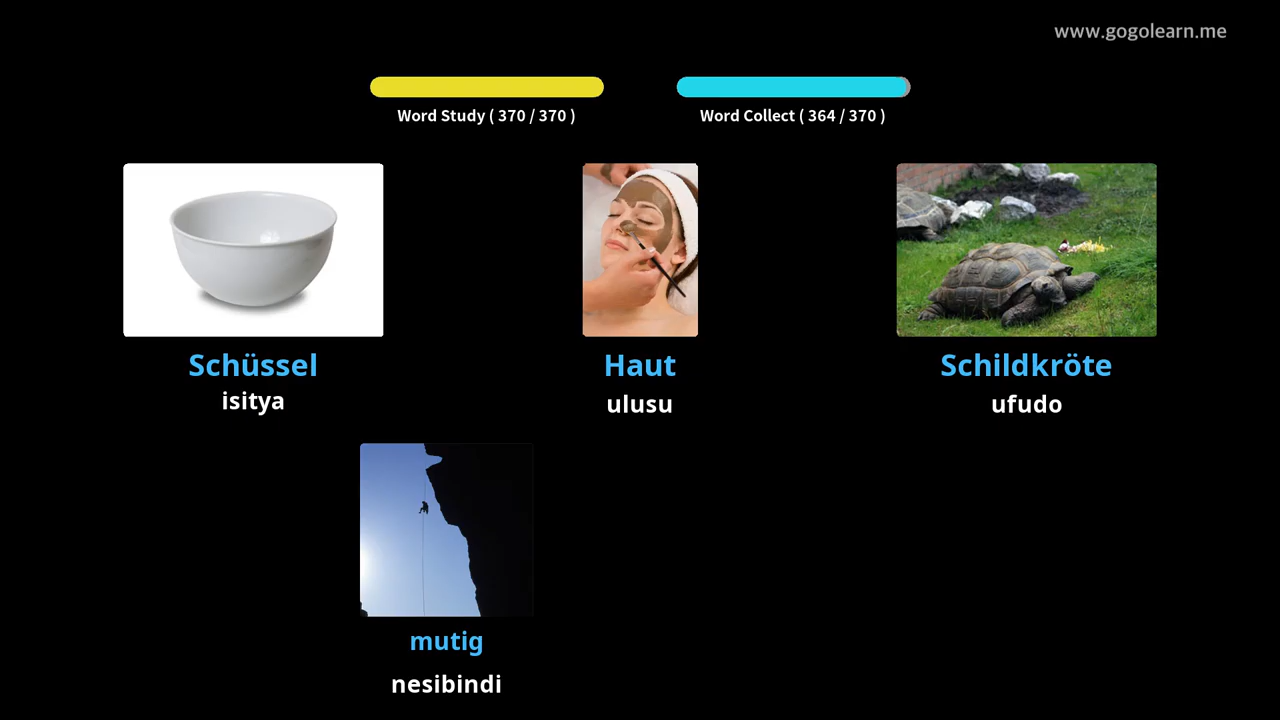 www.gogolearn.me
Word Study ( 370 / 370 )
Word Collect ( 364 / 370 )
Schüssel
isitya
Haut
ulusu
Schildkröte
ufudo
mutig
nesibindi